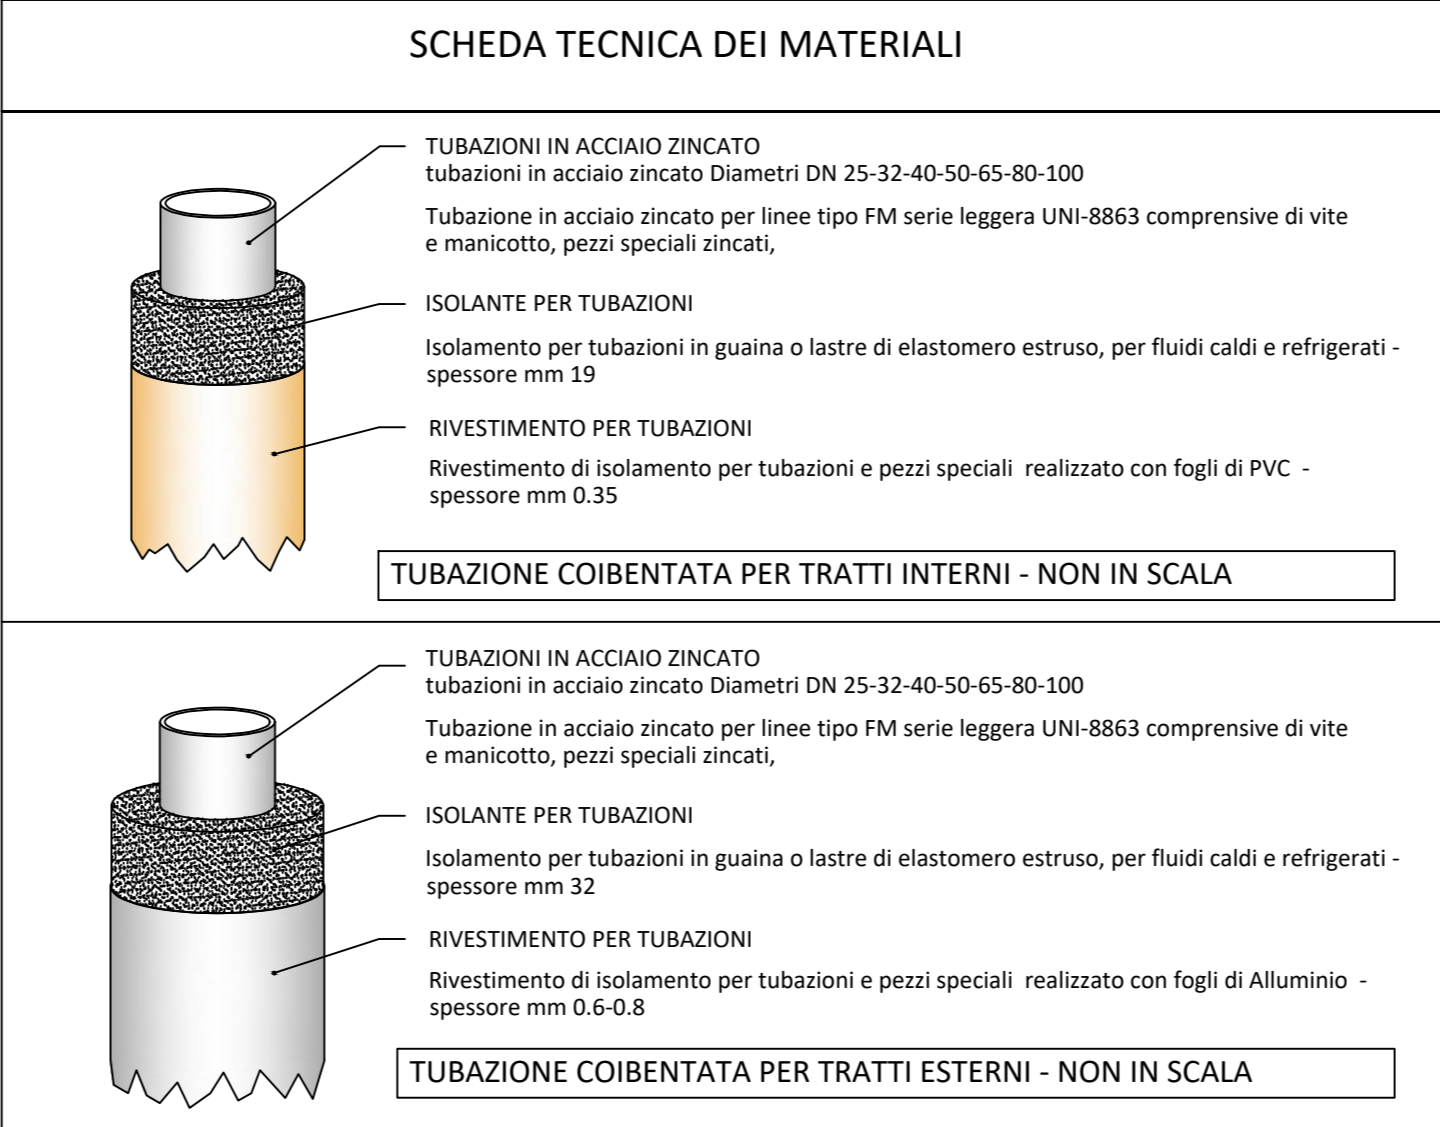 SCHEDA TECNICA DEI MATERIALI
TUBAZIONI IN ACCIAIO ZINCATO
tubazioni in acciaio zincato Diametri DN 25-32-40-50-65-80-100
Tubazione in acciaio zincato per linee tipo FM serie leggera UNI-8863 comprensive di vite
e manicotto, pezzi speciali zincati,
ISOLANTE PER TUBAZIONI
Isolamento per tubazioni in guaina o lastre di elastomero estruso, per fluidi caldi e refrigerati -
spessore mm 19
RIVESTIMENTO PER TUBAZIONI
Rivestimento di isolamento per tubazioni e pezzi speciali realizzato con fogli di PVC -
spessore mm 0.35
TUBAZIONE COIBENTATA PER TRATTI INTERNI - NON IN SCALA
TUBAZIONI IN ACCIAIO ZINCATO
tubazioni in acciaio zincato Diametri DN 25-32-40-50-65-80-100
Tubazione in acciaio zincato per linee tipo FM serie leggera UNI-8863 comprensive di vite
e manicotto, pezzi speciali zincati,
ISOLANTE PER TUBAZIONI
Isolamento per tubazioni in guaina o lastre di elastomero estruso, per fluidi caldi e refrigerati -
spessore mm 32
RIVESTIMENTO PER TUBAZIONI
Rivestimento di isolamento per tubazioni e pezzi speciali realizzato con fogli di Alluminio -
spessore mm 0.6-0.8
TUBAZIONE COIBENTATA PER TRATTI ESTERNI - NON IN SCALA